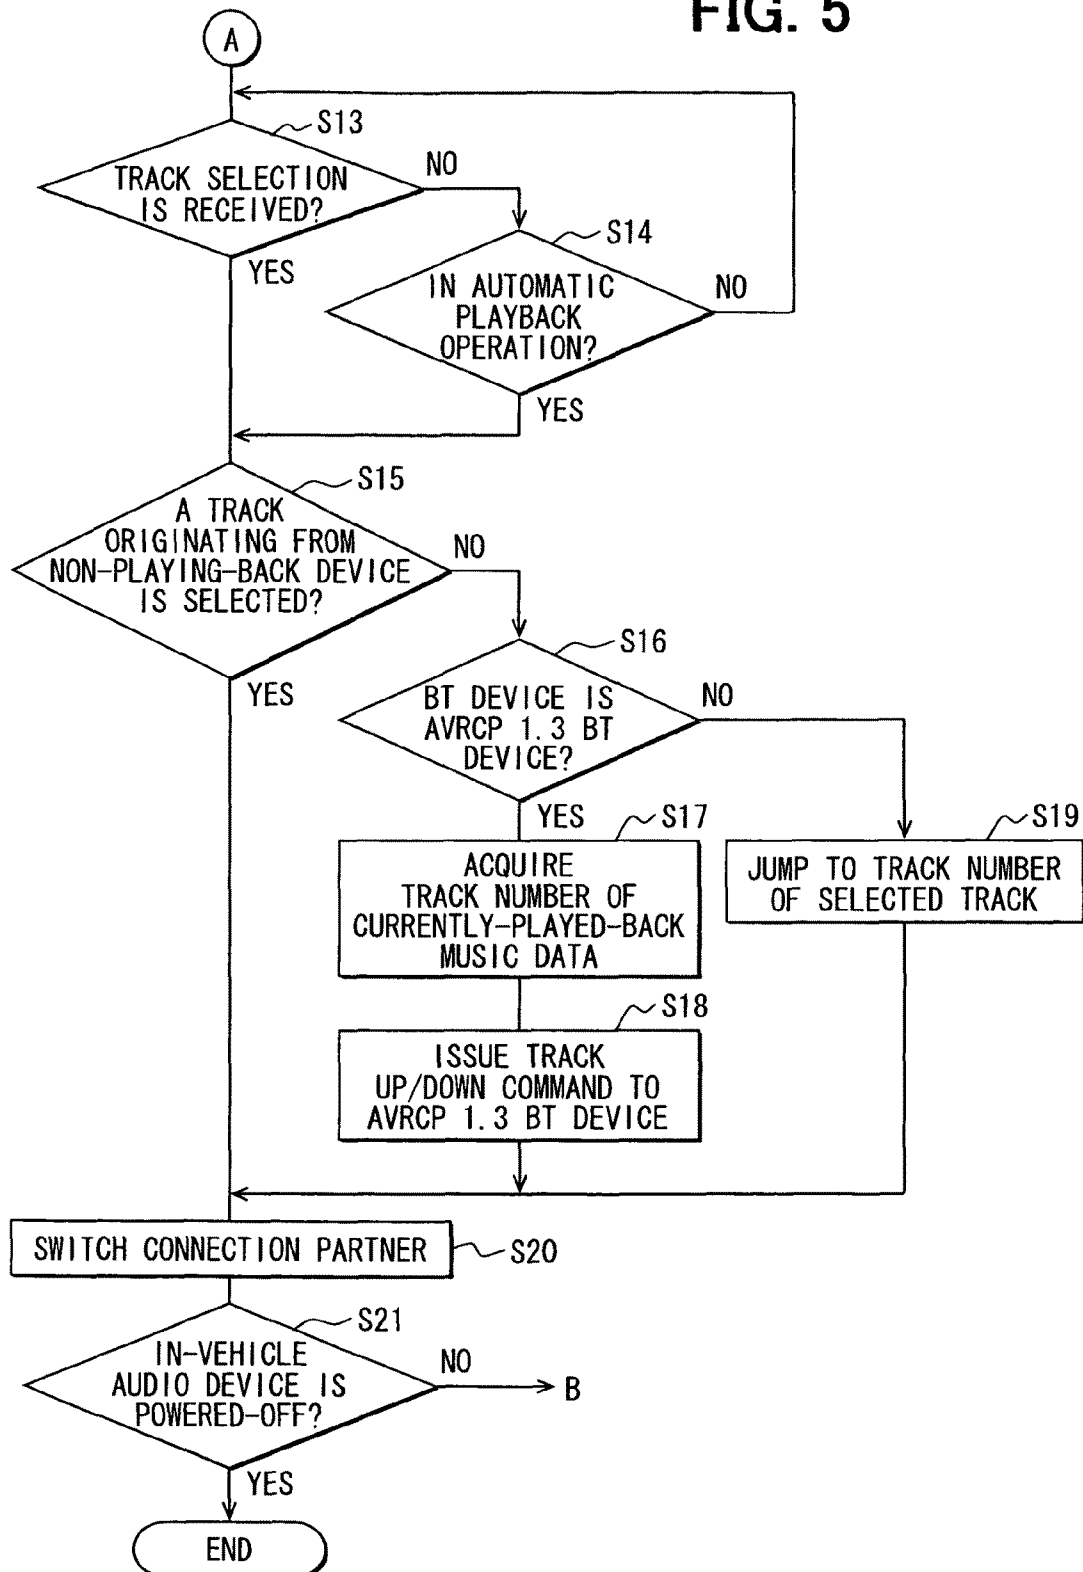 FIG. 5
A
S13
TRACK SELECTION
IS RECEIVED?
NO
YES
S14
IN AUTOMATIC
PLAYBACK
OPERATION?
NO
YES
S15
A TRACK
ORIGINATING FROM
NON-PLAYING-BACK DEVICE
IS SELECTED?
NO
YES
S16
BT DEVICE IS
AVRCP 1.3 BT
DEVICE?
NO
YES
S17
ACQUIRE
TRACK NUMBER OF
CURRENTLY-PLAYED-BACK
MUSIC DATA
S19
JUMP TO TRACK NUMBER
OF SELECTED TRACK
S18
ISSUE TRACK
UP/DOWN COMMAND TO
AVRCP 1.3 BT DEVICE
SWITCH CONNECTION PARTNER
S20
S21
IN-VEHICLE
AUDIO DEVICE IS
POWERED-OFF?
NO
B
YES
END